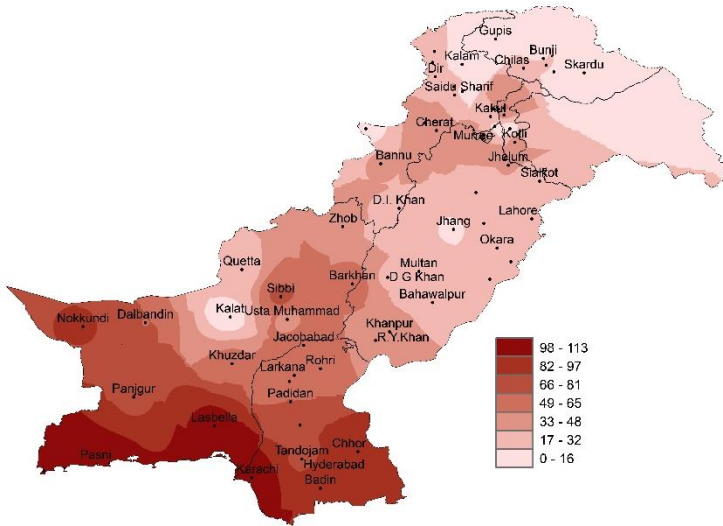 Gupis
Kalam
Bunji
Chilas
Skardu
Dir
Saidu Sharif
Kakul
Cherat
Murree
Kotli
Bannu
Jhelum
Sialkot
D.I. Khan
Zhob
Jhang
Lahore
Okara
Quetta
Multan
Barkhan
D G Khan
Sibbi
Bahawalpur
Kalat
Usta Muhammad
Nokkundi
Dalbandin
Khanpur
R.Y.Khan
Jacobabad
Khuzdar
Larkana
Rohri
Panjgur
Padidan
Lasbella
Chhor
Pasni
Tandojam
Hyderabad
Karachi
Badin
98 - 113
82 - 97
66 - 81
49 - 65
33 - 48
17 - 32
0 - 16